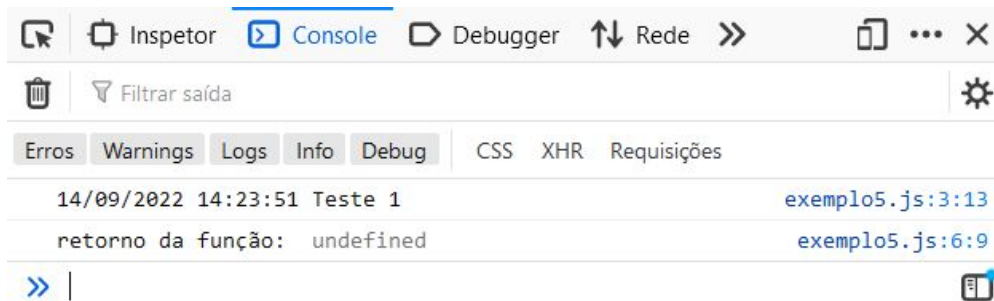 Inspetor Console Debugger Rede
Filtrar saída
Erros Warnings Logs Info Debug CSS XHR Requisições
14/09/2022 14:23:51 Teste 1 exemplo5.js:3:13
retorno da função: undefined exemplo5.js:6:9